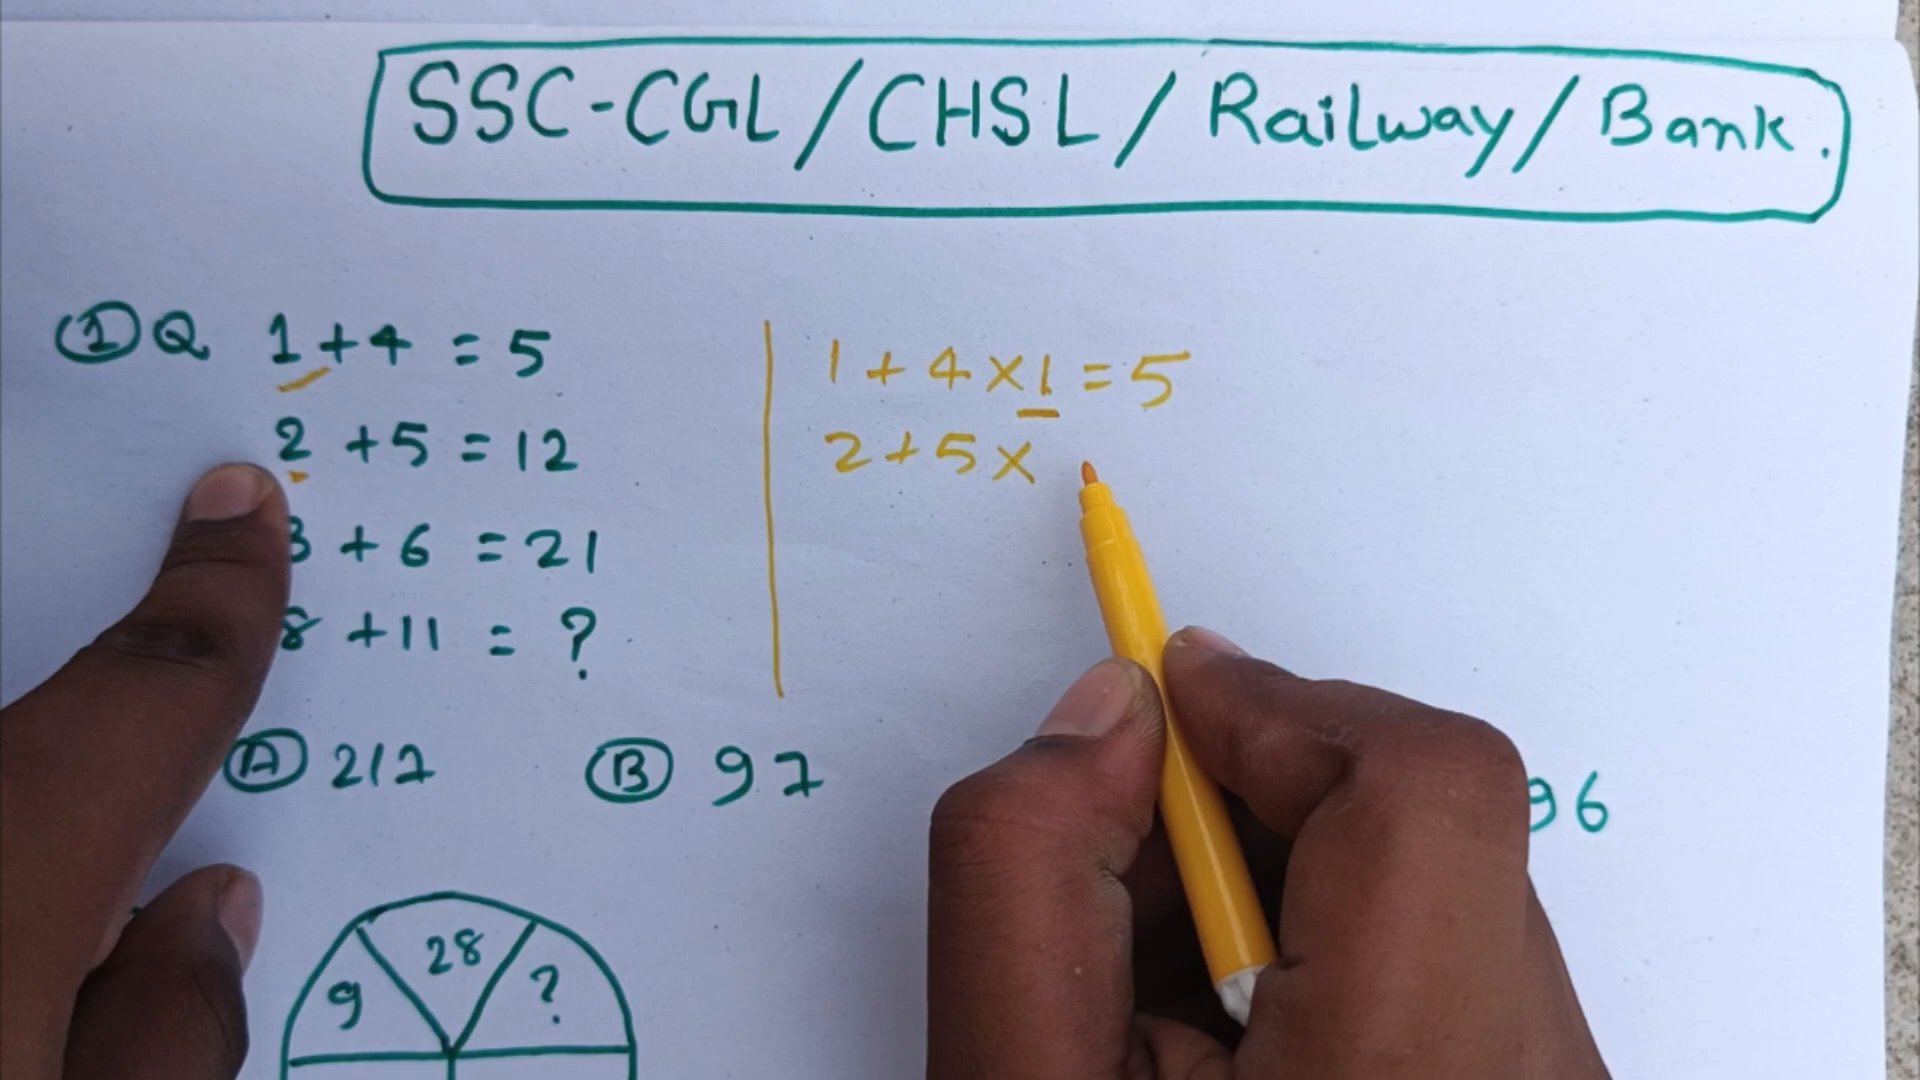 SSC-CGL/CHSL/Railway/Bank.
① Q 1+4 = 5
2 +5 = 12
3 + 6 = 21
8 +11 = ?
1 + 4 × 1 = 5
2+5×
Ⓐ 217 Ⓑ 97 96
9 28 ?